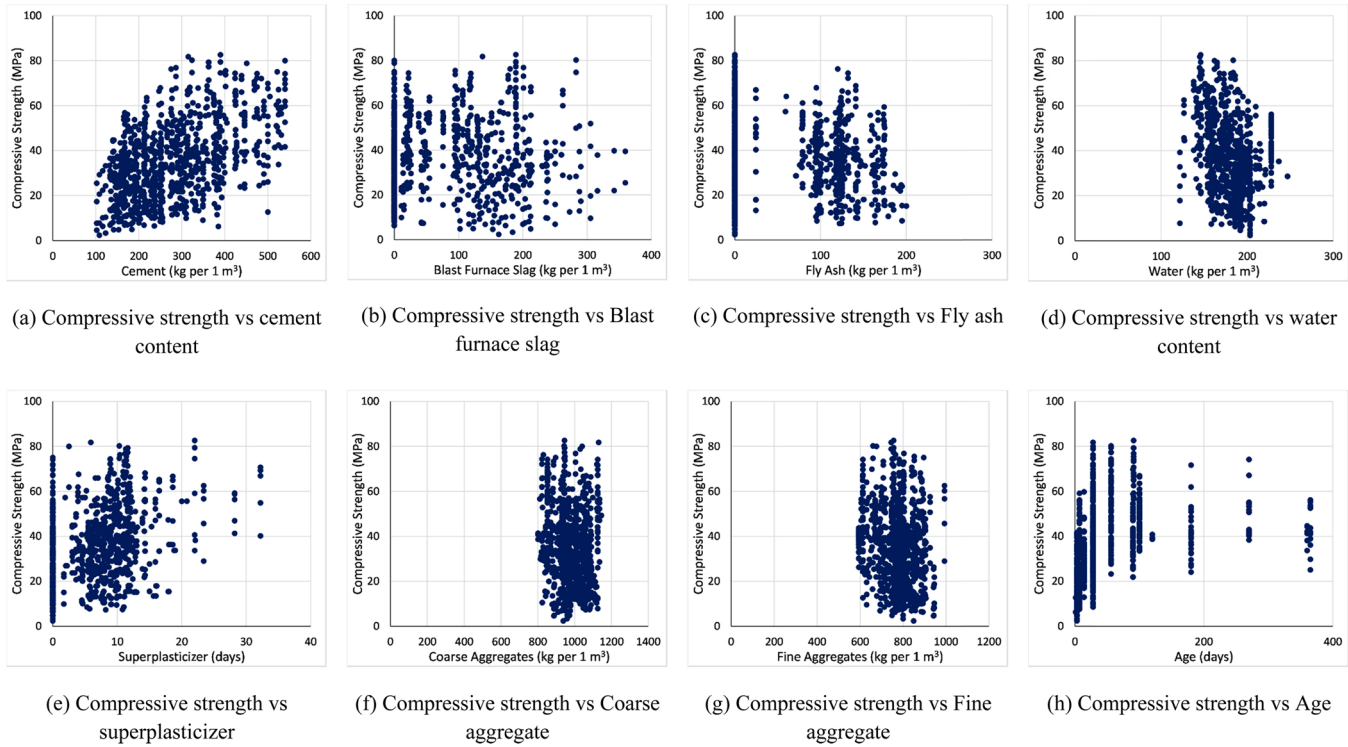 100
80
60
40
20
0
Compressive Strength (MPa)
0 100 200 300 400 500 600
Cement (kg per 1 m³)
(a) Compressive strength vs cement
content
100
80
60
40
20
0
Compressive Strength (MPa)
0 100 200 300 400
Blast Furnace Slag (kg per 1 m³)
(b) Compressive strength vs Blast
furnace slag
100
80
60
40
20
0
Compressive Strength (MPa)
0 100 200 300
Fly Ash (kg per 1 m³)
(c) Compressive strength vs Fly ash
100
80
60
40
20
0
Compressive Strength (MPa)
0 100 200 300
Water (kg per 1 m³)
(d) Compressive strength vs water
content
100
80
60
40
20
0
Compressive Strength (MPa)
0 10 20 30 40
Superplasticizer (days)
(e) Compressive strength vs
superplasticizer
100
80
60
40
20
0
Compressive Strength (MPa)
0 200 400 600 800 1000 1200 1400
Coarse Aggregates (kg per 1 m³)
(f) Compressive strength vs Coarse
aggregate
100
80
60
40
20
0
Compressive Strength (MPa)
0 200 400 600 800 1000 1200
Fine Aggregates (kg per 1 m³)
(g) Compressive strength vs Fine
aggregate
100
80
60
40
20
0
Compressive Strength (MPa)
0 200 400
Age (days)
(h) Compressive strength vs Age